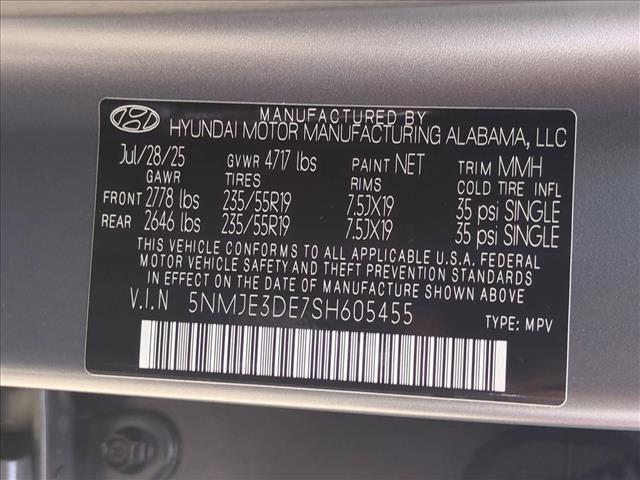 MANUFACTURED BY
HYUNDAI MOTOR MANUFACTURING ALABAMA, LLC
Jul/28/25 GVWR 4717 lbs PAINT NET TRIM MMH
GAWR TIRES RIMS COLD TIRE INFL
FRONT 2778 lbs 235/55R19 7.5JX19 35 psi SINGLE
REAR 2646 lbs 235/55R19 7.5JX19 35 psi SINGLE
THIS VEHICLE CONFORMS TO ALL APPLICABLE U.S.A. FEDERAL
MOTOR VEHICLE SAFETY AND THEFT PREVENTION STANDARDS
IN EFFECT ON THE DATE OF MANUFACTURE SHOWN ABOVE.
V.I.N 5NMJE3DE7SH605455 TYPE: MPV